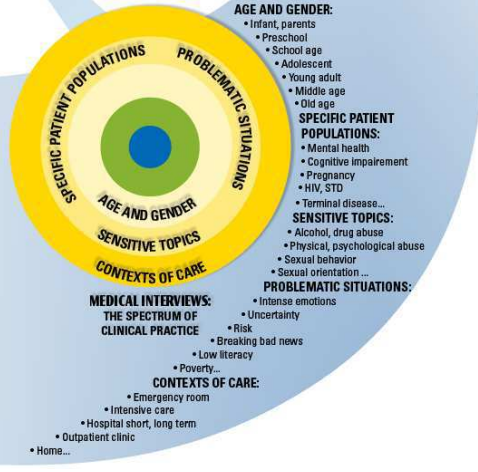 SPECIFIC PATIENT POPULATIONS
PROBLEMATIC SITUATIONS
AGE AND GENDER
SENSITIVE TOPICS
CONTEXTS OF CARE
MEDICAL INTERVIEWS:
THE SPECTRUM OF
CLINICAL PRACTICE
AGE AND GENDER:
• Infant, parents
• Preschool
• School age
• Adolescent
• Young adult
• Middle age
• Old age
SPECIFIC PATIENT
POPULATIONS:
• Mental health
• Cognitive impairement
• Pregnancy
• HIV, STD
• Terminal disease...
SENSITIVE TOPICS:
• Alcohol, drug abuse
• Physical, psychological abuse
• Sexual behavior
• Sexual orientation ...
PROBLEMATIC SITUATIONS:
• Intense emotions
• Uncertainty
• Risk
• Breaking bad news
• Low literacy
• Poverty...
CONTEXTS OF CARE:
• Emergency room
• Intensive care
• Hospital short, long term
• Outpatient clinic
• Home...